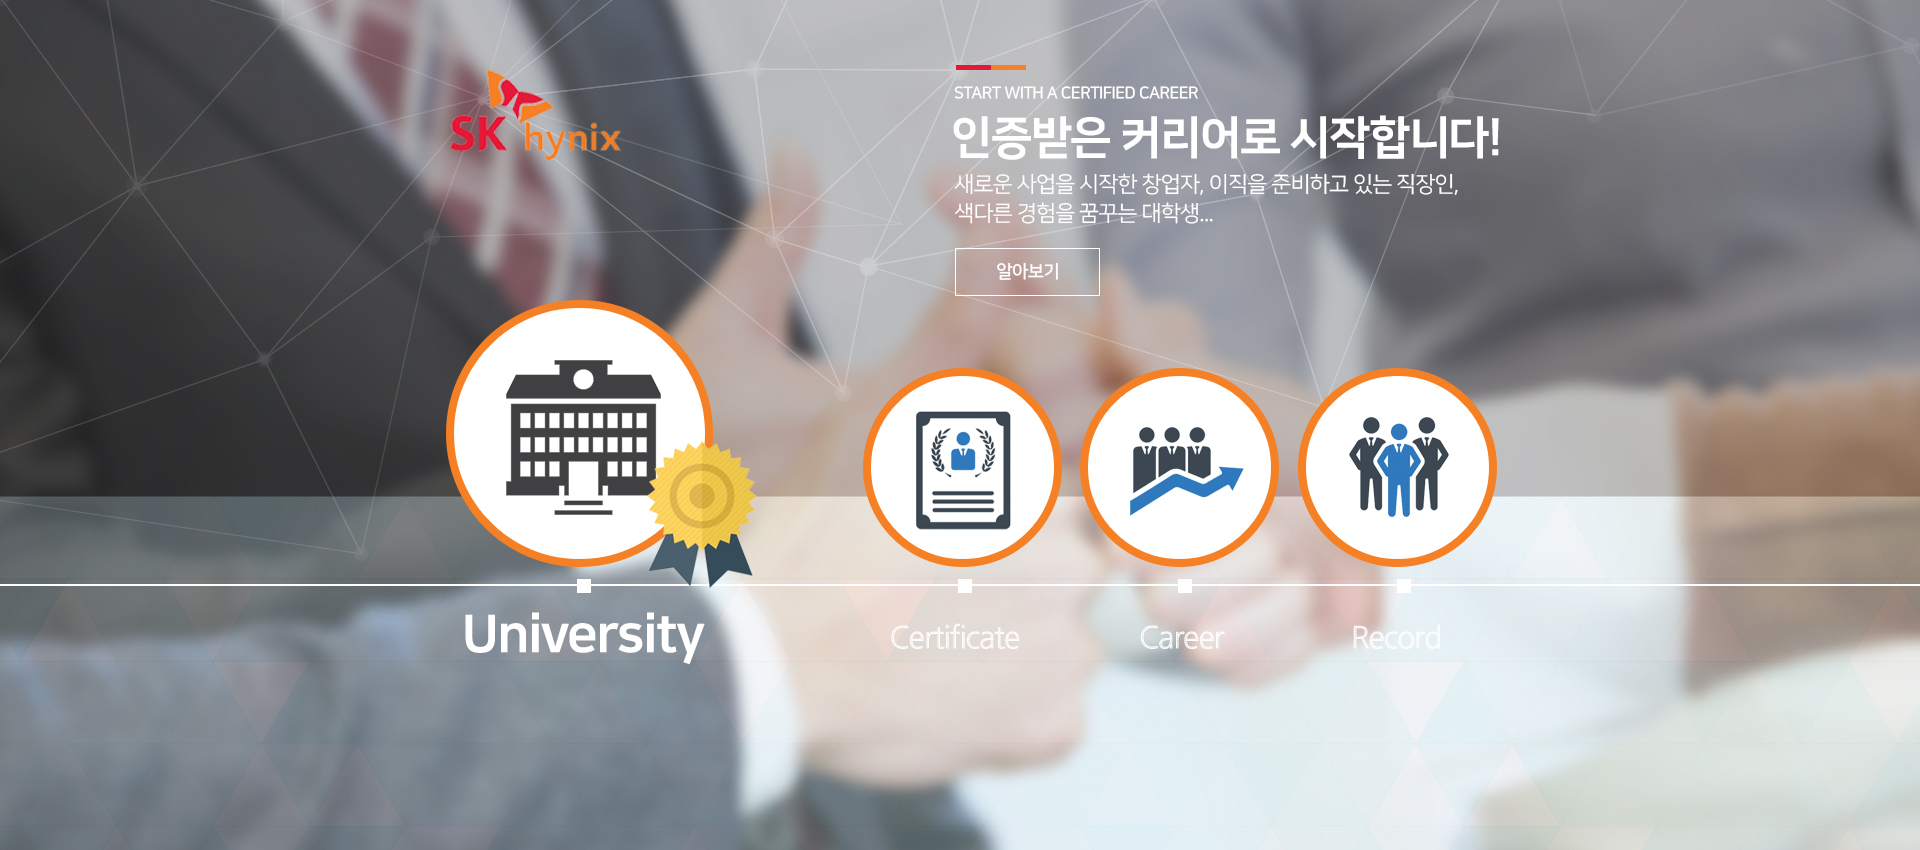 SK hynix
START WITH A CERTIFIED CAREER
인증받은 커리어로 시작합니다!
새로운 사업을 시작한 창업자, 이직을 준비하고 있는 직장인,
색다른 경험을 꿈꾸는 대학생...
알아보기
University
Certificate
Career
Record